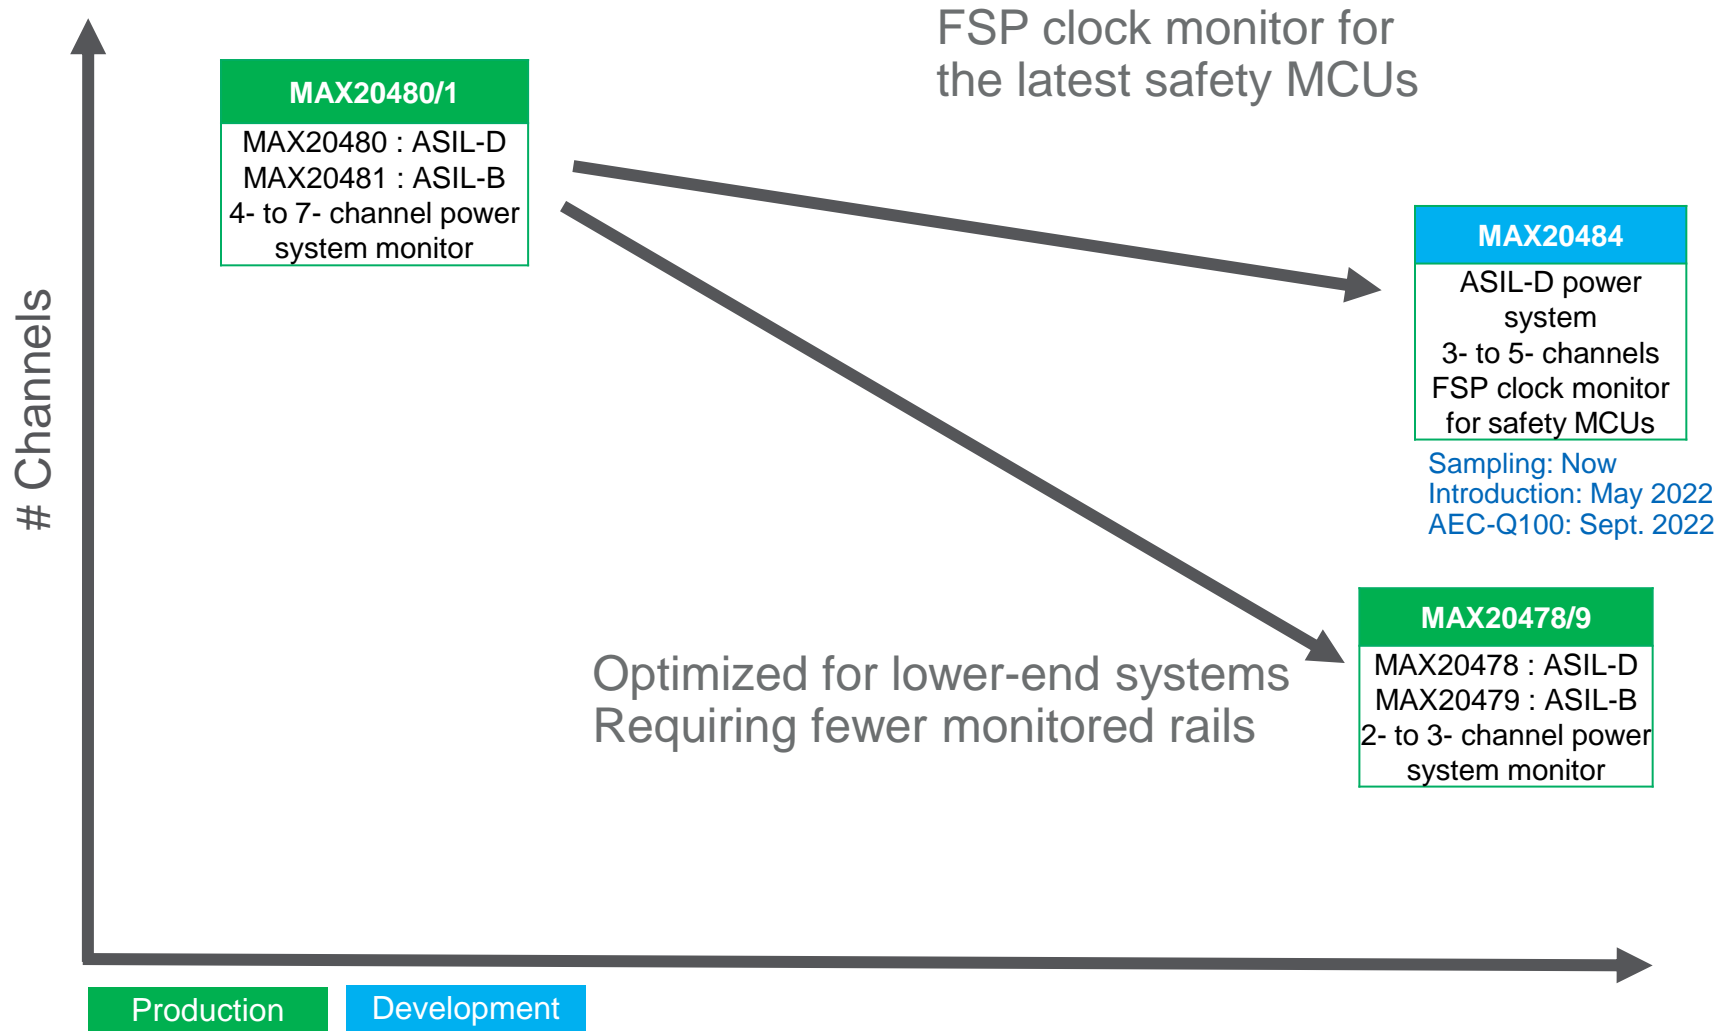 FSP clock monitor for
the latest safety MCUs
MAX20480/1
MAX20480 : ASIL-D
MAX20481 : ASIL-B
4- to 7- channel power
system monitor
# Channels
MAX20484
ASIL-D power
system
3- to 5- channels
FSP clock monitor
for safety MCUs
Sampling: Now
Introduction: May 2022
AEC-Q100: Sept. 2022
Optimized for lower-end systems
Requiring fewer monitored rails
MAX20478/9
MAX20478 : ASIL-D
MAX20479 : ASIL-B
2- to 3- channel power
system monitor
Production
Development